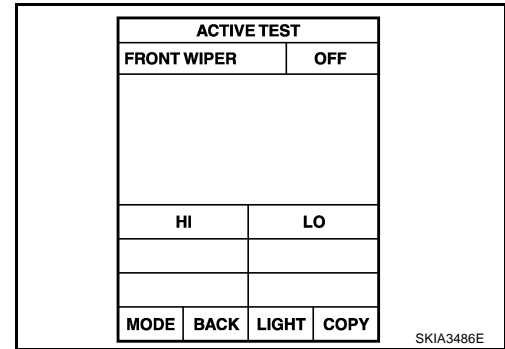 ACTIVE TEST
FRONT WIPER OFF
HI LO
MODE BACK LIGHT COPY
SKIA3486E